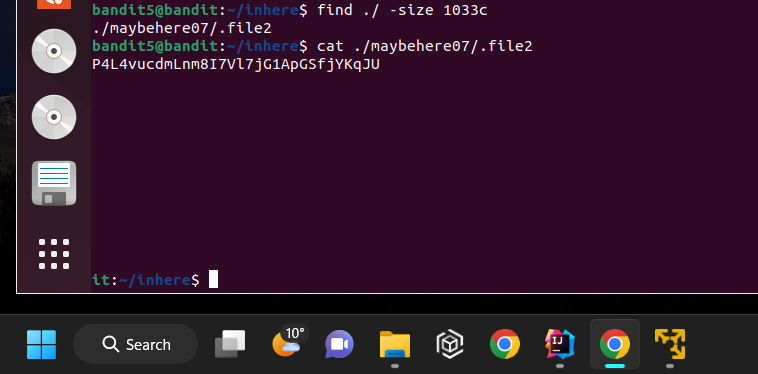 bandit5@bandit:~/inhere$ find ./ -size 1033c
./maybehere07/.file2
bandit5@bandit:~/inhere$ cat ./maybehere07/.file2
P4L4vucdmLnm8I7Vl7jG1ApGSfjYKqJU
it:~/inhere$
Search
10°
IJ